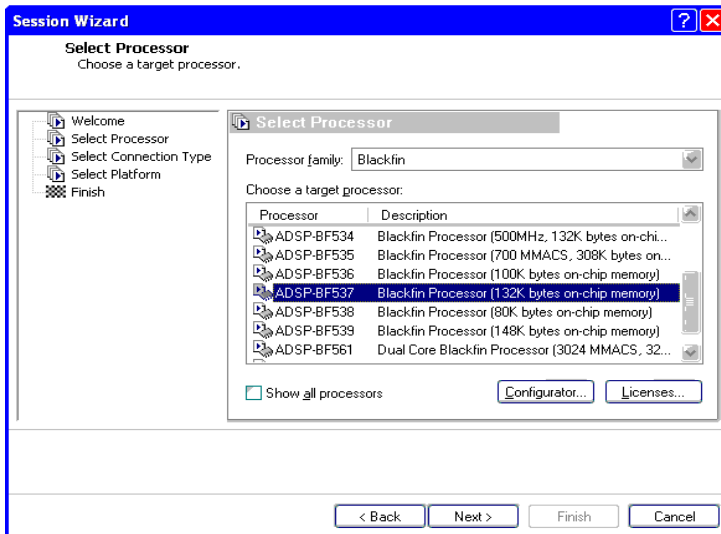 Session Wizard
Select Processor
Choose a target processor.
Welcome
Select Processor
Select Connection Type
Select Platform
Finish
Select Processor
Processor family: Blackfin
Choose a target processor:
Processor Description
ADSP-BF534 Blackfin Processor (500MHz, 132K bytes on-chi...
ADSP-BF535 Blackfin Processor (700 MMACS, 308K bytes on...
ADSP-BF536 Blackfin Processor (100K bytes on-chip memory)
ADSP-BF537 Blackfin Processor (132K bytes on-chip memory)
ADSP-BF538 Blackfin Processor (80K bytes on-chip memory)
ADSP-BF539 Blackfin Processor (148K bytes on-chip memory)
ADSP-BF561 Dual Core Blackfin Processor (3024 MMACS, 32...
Show all processors Configurator... Licenses...
< Back Next > Finish Cancel